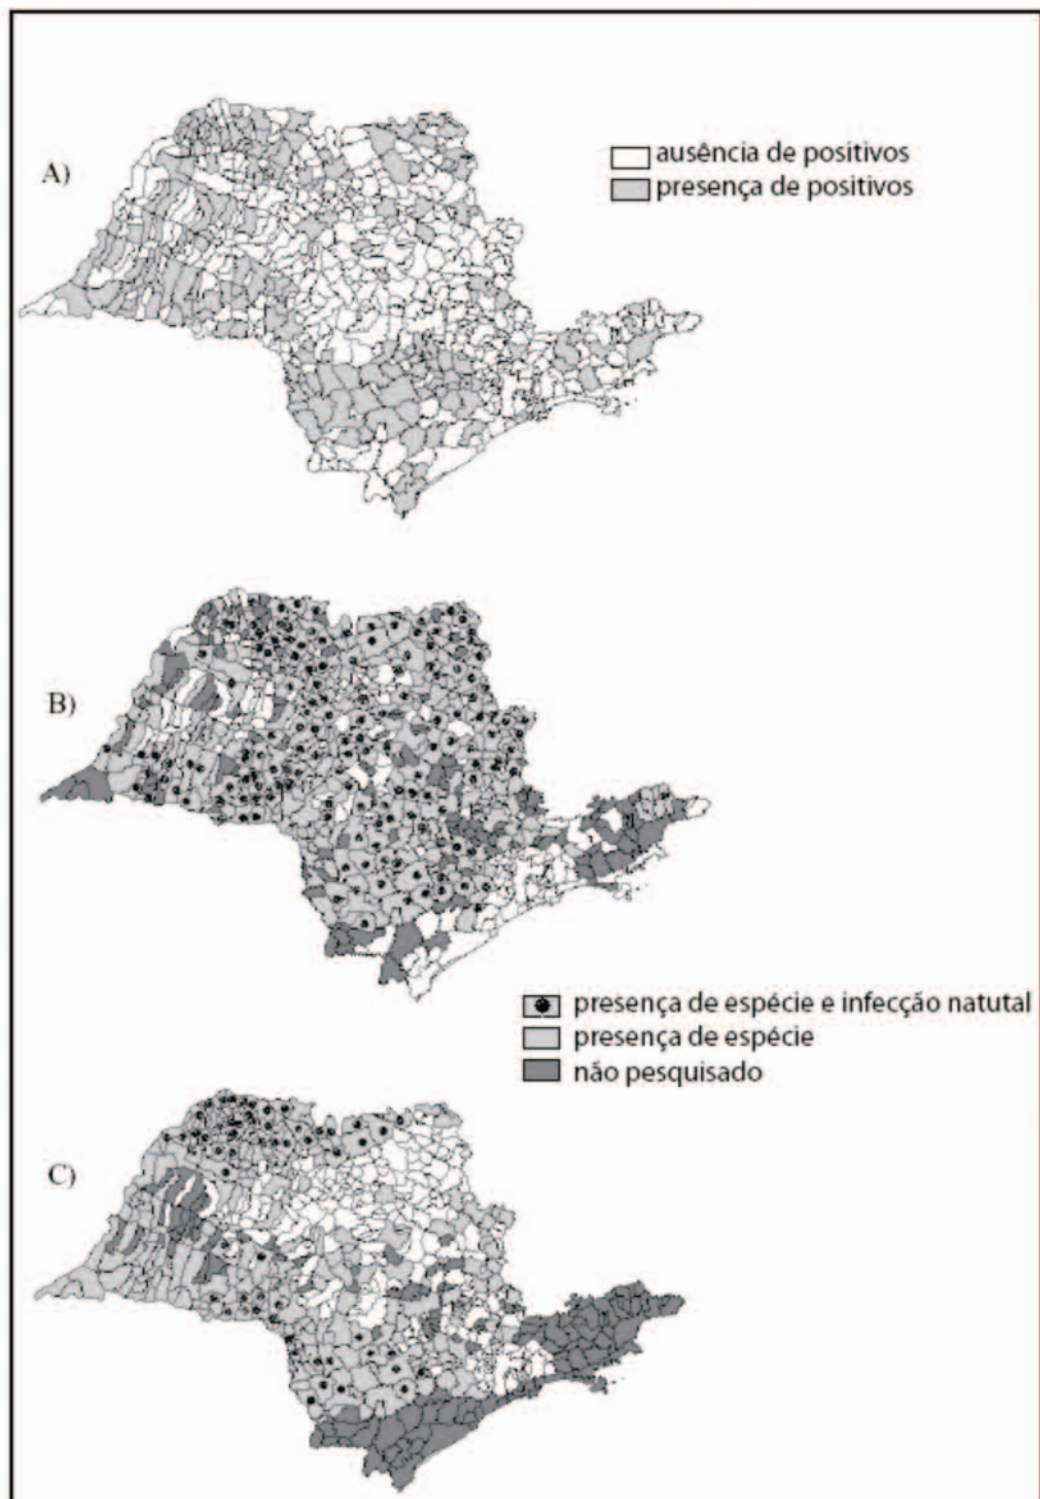 A)
ausência de positivos
presença de positivos
B)
presença de espécie e infecção natutal
presença de espécie
não pesquisado
C)